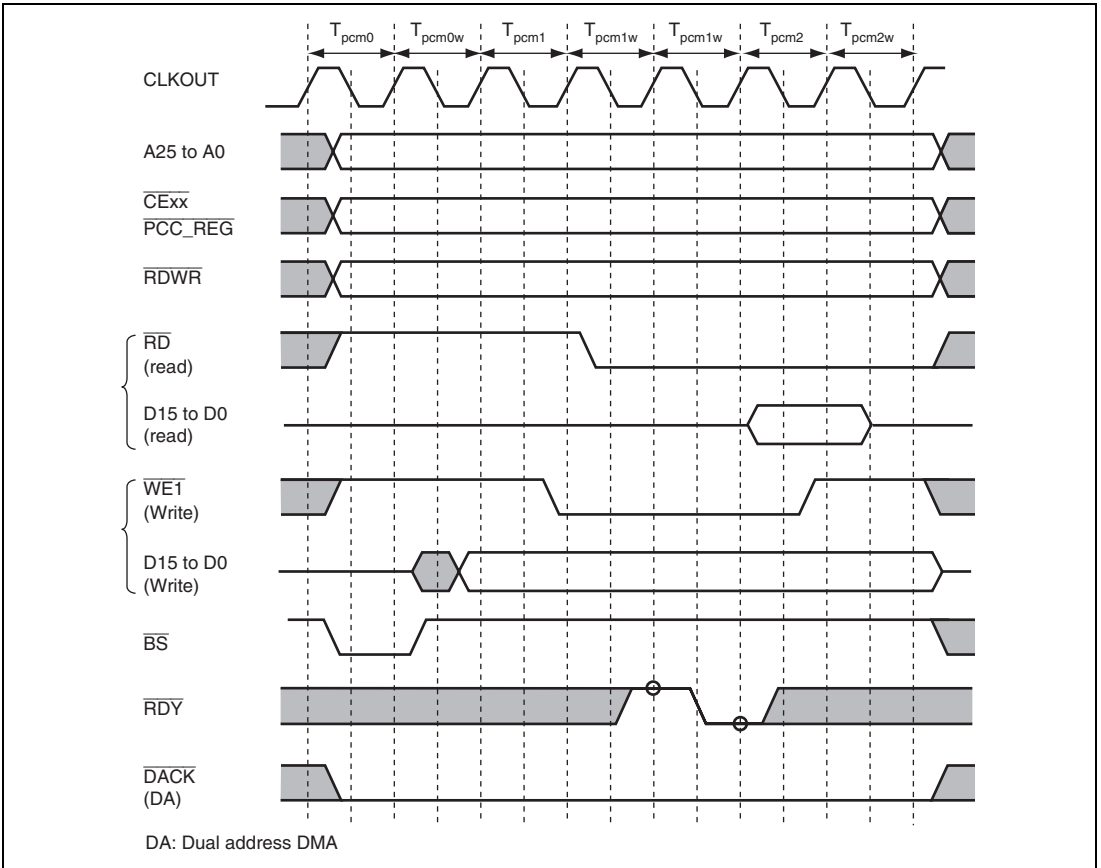 Tpcm0 Tpcm0w Tpcm1 Tpcm1w Tpcm1w Tpcm2 Tpcm2w
CLKOUT
A25 to A0
CExx
PCC_REG
RDWR
RD
(read)
D15 to D0
(read)
WE1
(Write)
D15 to D0
(Write)
BS
RDY
DACK
(DA)
DA: Dual address DMA